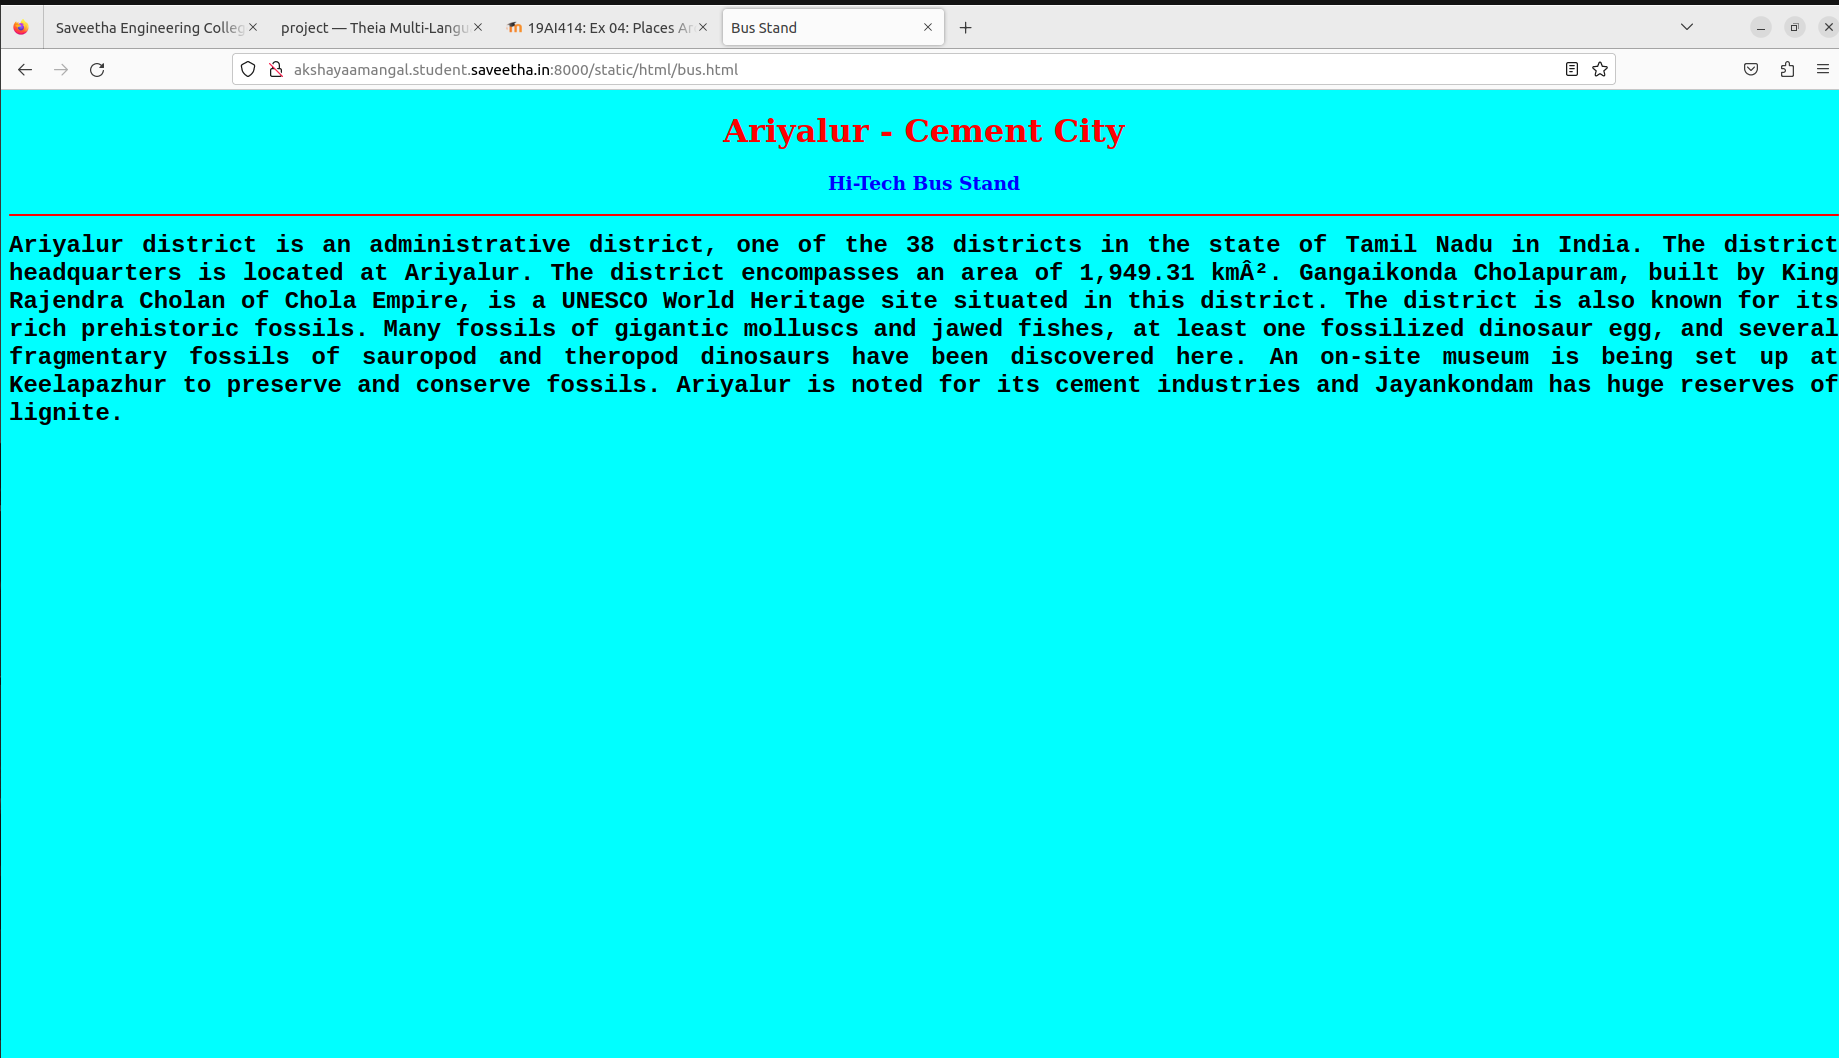 Saveetha Engineering Colleg
project — Theia Multi-Langu
19AI414: Ex 04: Places Ar
Bus Stand
akshayaamangal.student.saveetha.in:8000/static/html/bus.html
Ariyalur - Cement City
Hi-Tech Bus Stand
Ariyalur district is an administrative district, one of the 38 districts in the state of Tamil Nadu in India. The district
headquarters is located at Ariyalur. The district encompasses an area of 1,949.31 kmÂ². Gangaikonda Cholapuram, built by King
Rajendra Cholan of Chola Empire, is a UNESCO World Heritage site situated in this district. The district is also known for its
rich prehistoric fossils. Many fossils of gigantic molluscs and jawed fishes, at least one fossilized dinosaur egg, and several
fragmentary fossils of sauropod and theropod dinosaurs have been discovered here. An on-site museum is being set up at
Keelapazhur to preserve and conserve fossils. Ariyalur is noted for its cement industries and Jayankondam has huge reserves of
lignite.